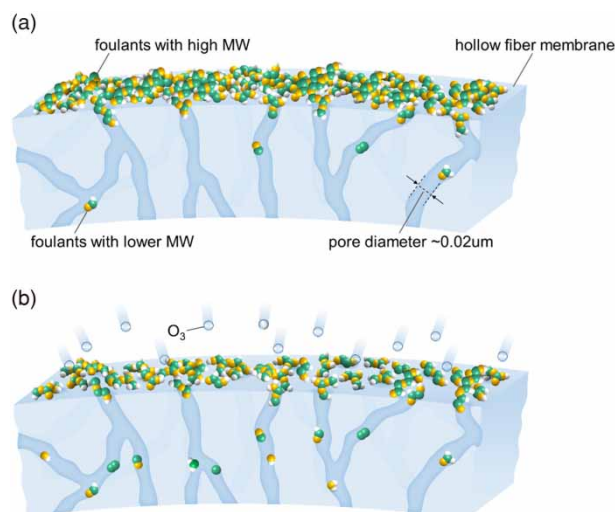 (a)
foulants with high MW
hollow fiber membrane
foulants with lower MW
pore diameter ~0.02um
(b)
O3